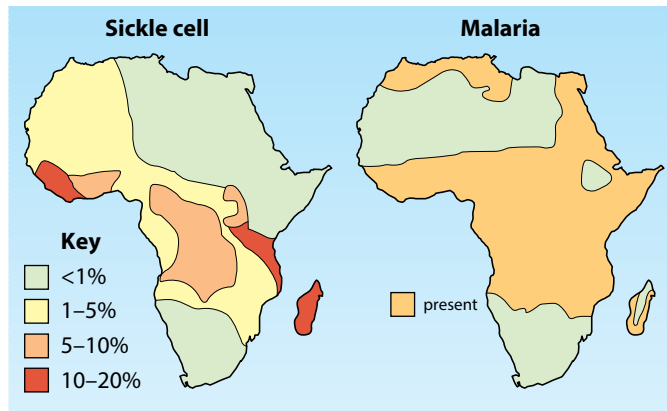 Sickle cell
Malaria
Key
<1%
1–5%
5–10%
10–20%
present